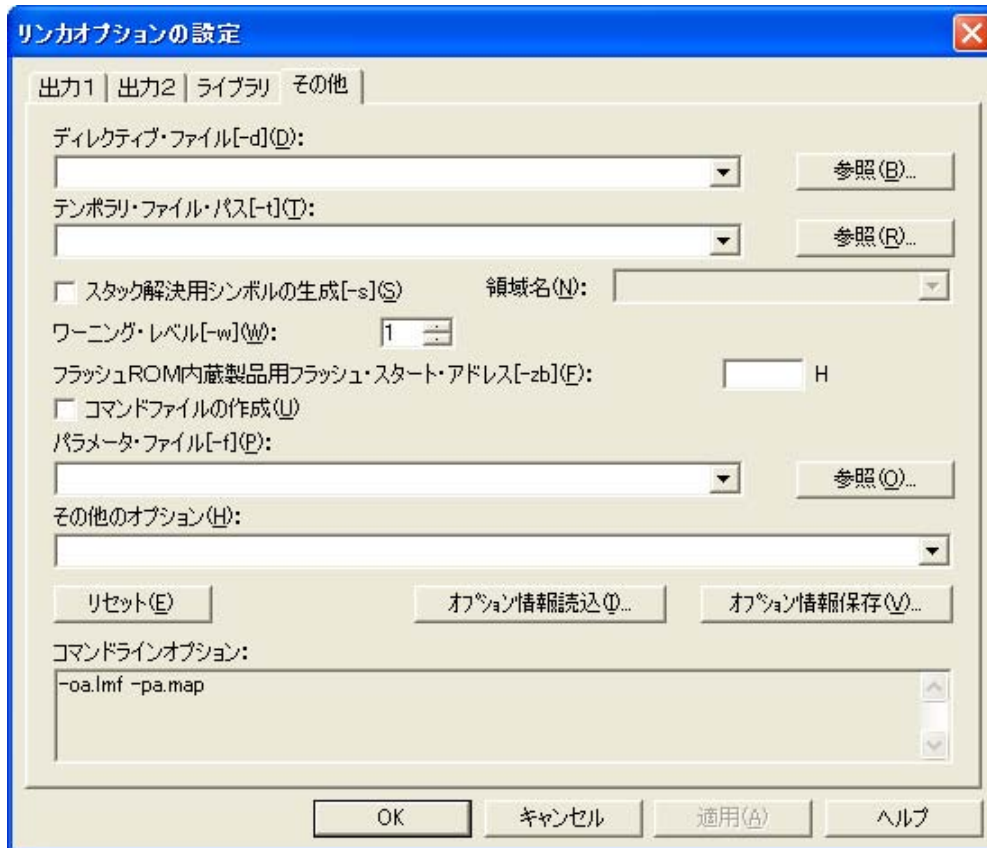 リンカオプションの設定
出力1 出力2 ライブラリ その他
ディレクティブ・ファイル[-d](D):
参照(B)...
テンポラリ・ファイル・パス[-t](T):
参照(R)...
スタック解決用シンボルの生成[-s](S) 領域名(N):
ワーニング・レベル[-w](W): 1
フラッシュROM内蔵製品用フラッシュ・スタート・アドレス[-zb](F): H
コマンドファイルの作成(U)
パラメータ・ファイル[-f](P):
参照(O)...
その他のオプション(H):
リセット(E) オプション情報読込(I)... オプション情報保存(V)...
コマンドラインオプション:
-oa.lmf -pa.map
OK キャンセル 適用(A) ヘルプ